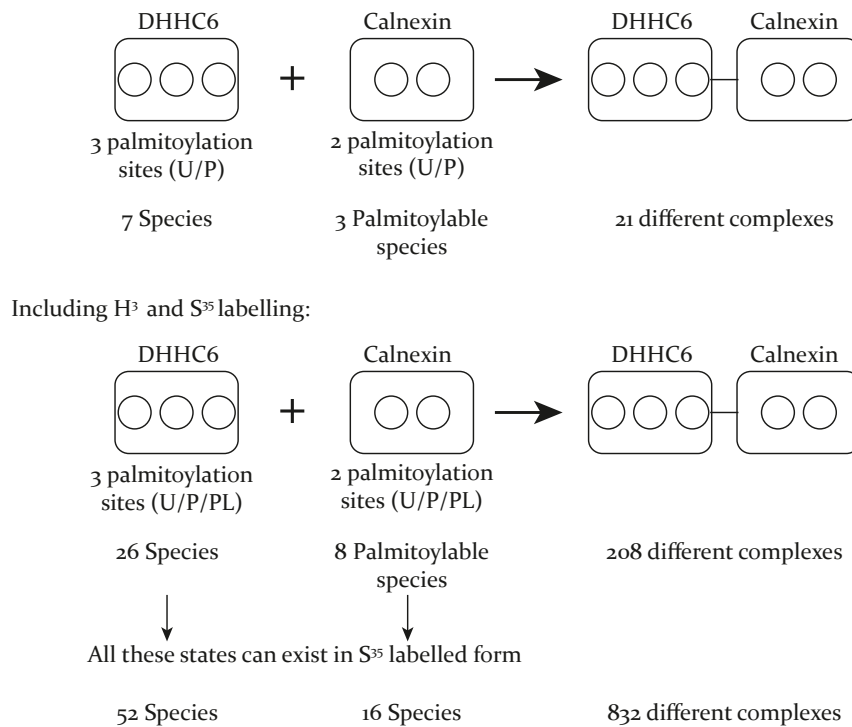 DHHC6 Calnexin DHHC6 Calnexin
+
3 palmitoylation 2 palmitoylation
sites (U/P) sites (U/P)
7 Species 3 Palmitoylable 21 different complexes
species
Including H³ and S³⁵ labelling:
DHHC6 Calnexin DHHC6 Calnexin
+
3 palmitoylation 2 palmitoylation
sites (U/P/PL) sites (U/P/PL)
26 Species 8 Palmitoylable 208 different complexes
species
All these states can exist in S³⁵ labelled form
52 Species 16 Species 832 different complexes